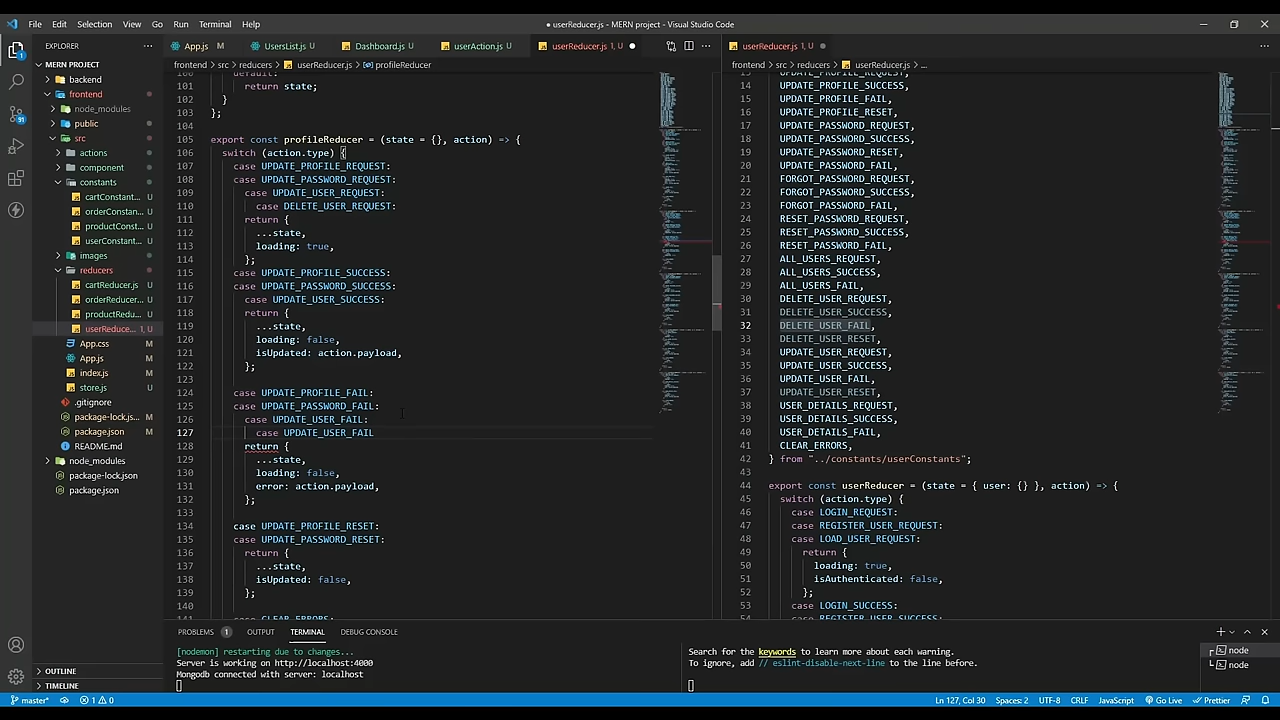 File Edit Selection View Go Run Terminal Help
● userReducer.js - MERN project - Visual Studio Code
EXPLORER
MERN PROJECT
backend
frontend
node_modules
public
src
actions
component
constants
cartConstant... U
orderConstan... U
productConst... U
userConstant... U
images
reducers
cartReducer.js U
orderReducer... U
productRedu... U
userReduce... 1, U
App.css M
App.js M
index.js M
store.js U
.gitignore
package-lock.js... M
package.json M
README.md
node_modules
package-lock.json
package.json
OUTLINE
TIMELINE
App.js M
UsersList.js U
Dashboard.js U
userAction.js U
userReducer.js 1, U
frontend > src > reducers > userReducer.js > profileReducer
101 return state;
102 }
103 };
104
105 export const profileReducer = (state = {}, action) => {
106 switch (action.type) {
107 case UPDATE_PROFILE_REQUEST:
108 case UPDATE_PASSWORD_REQUEST:
109 case UPDATE_USER_REQUEST:
110 case DELETE_USER_REQUEST:
111 return {
112 ...state,
113 loading: true,
114 };
115 case UPDATE_PROFILE_SUCCESS:
116 case UPDATE_PASSWORD_SUCCESS:
117 case UPDATE_USER_SUCCESS:
118 return {
119 ...state,
120 loading: false,
121 isUpdated: action.payload,
122 };
123
124 case UPDATE_PROFILE_FAIL:
125 case UPDATE_PASSWORD_FAIL:
126 case UPDATE_USER_FAIL:
127 case UPDATE_USER_FAIL
128 return {
129 ...state,
130 loading: false,
131 error: action.payload,
132 };
133
134 case UPDATE_PROFILE_RESET:
135 case UPDATE_PASSWORD_RESET:
136 return {
137 ...state,
138 isUpdated: false,
139 };
140
141 case CLEAR_ERRORS:
userReducer.js 1, U
frontend > src > reducers > userReducer.js > ...
13 UPDATE_PROFILE_REQUEST,
14 UPDATE_PROFILE_SUCCESS,
15 UPDATE_PROFILE_FAIL,
16 UPDATE_PROFILE_RESET,
17 UPDATE_PASSWORD_REQUEST,
18 UPDATE_PASSWORD_SUCCESS,
19 UPDATE_PASSWORD_RESET,
20 UPDATE_PASSWORD_FAIL,
21 FORGOT_PASSWORD_REQUEST,
22 FORGOT_PASSWORD_SUCCESS,
23 FORGOT_PASSWORD_FAIL,
24 RESET_PASSWORD_REQUEST,
25 RESET_PASSWORD_SUCCESS,
26 RESET_PASSWORD_FAIL,
27 ALL_USERS_REQUEST,
28 ALL_USERS_SUCCESS,
29 ALL_USERS_FAIL,
30 DELETE_USER_REQUEST,
31 DELETE_USER_SUCCESS,
32 DELETE_USER_FAIL,
33 DELETE_USER_RESET,
34 UPDATE_USER_REQUEST,
35 UPDATE_USER_SUCCESS,
36 UPDATE_USER_FAIL,
37 UPDATE_USER_RESET,
38 USER_DETAILS_REQUEST,
39 USER_DETAILS_SUCCESS,
40 USER_DETAILS_FAIL,
41 CLEAR_ERRORS,
42 } from "../constants/userConstants";
43
44 export const userReducer = (state = { user: {} }, action) => {
45 switch (action.type) {
46 case LOGIN_REQUEST:
47 case REGISTER_USER_REQUEST:
48 case LOAD_USER_REQUEST:
49 return {
50 loading: true,
51 isAuthenticated: false,
52 };
53 case LOGIN_SUCCESS:
54 case REGISTER_USER_SUCCESS:
PROBLEMS 1 OUTPUT TERMINAL DEBUG CONSOLE
[nodemon] restarting due to changes...
Server is working on http://localhost:4000
Mongodb connected with server: localhost
Search for the keywords to learn more about each warning.
To ignore, add // eslint-disable-next-line to the line before.
node
node
master* 1 0 Ln 127, Col 30 Spaces: 2 UTF-8 CRLF JavaScript Go Live Prettier